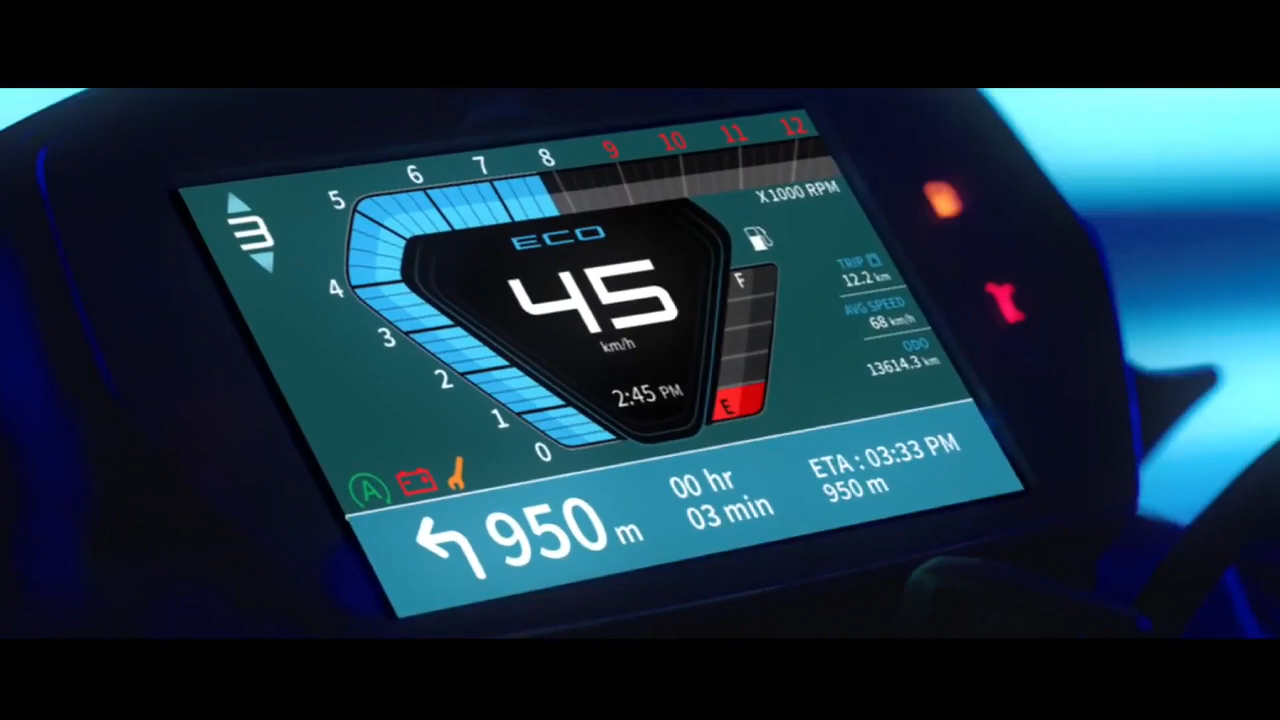 5 6 7 8 9 10 11 12
X1000 RPM
3
ECO
45
km/h
2:45 PM
4
3
2
1
0
F
E
TRIP
12.2 km
AVG SPEED
68 km/h
ODO
13614.3 km
A
950 m
00 hr
03 min
ETA : 03:33 PM
950 m